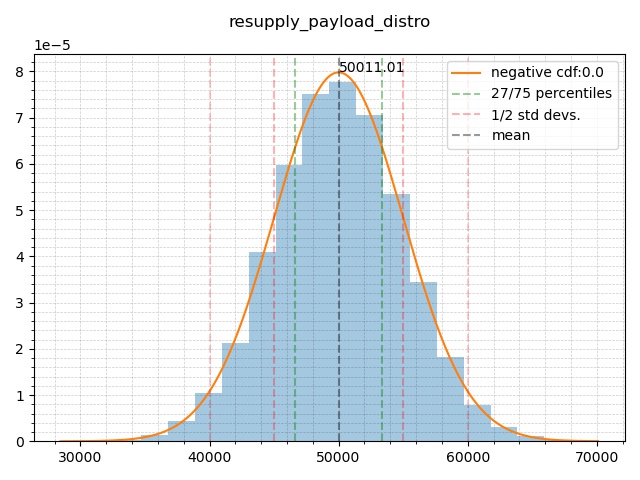 resupply_payload_distro
1e−5
50011.01
negative cdf:0.0
27/75 percentiles
1/2 std devs.
mean
8
7
6
5
4
3
2
1
0
30000 40000 50000 60000 70000